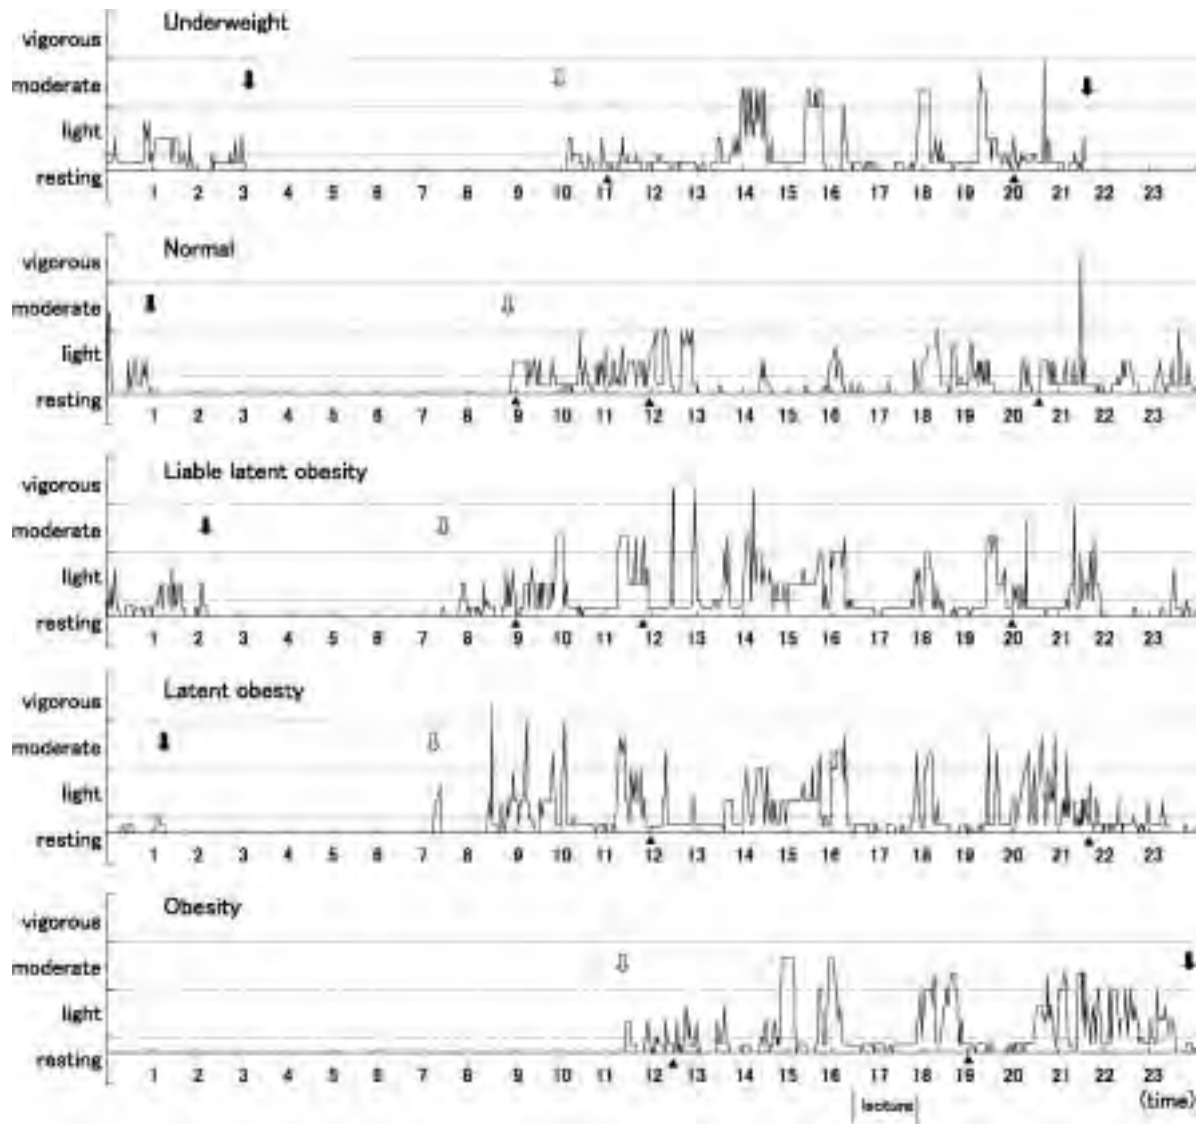 Underweight
vigorous
moderate
light
resting
1 2 3 4 5 6 7 8 9 10 11 12 13 14 15 16 17 18 19 20 21 22 23
Normal
vigorous
moderate
light
resting
1 2 3 4 5 6 7 8 9 10 11 12 13 14 15 16 17 18 19 20 21 22 23
Liable latent obesity
vigorous
moderate
light
resting
1 2 3 4 5 6 7 8 9 10 11 12 13 14 15 16 17 18 19 20 21 22 23
Latent obesty
vigorous
moderate
light
resting
1 2 3 4 5 6 7 8 9 10 11 12 13 14 15 16 17 18 19 20 21 22 23
Obesity
vigorous
moderate
light
resting
1 2 3 4 5 6 7 8 9 10 11 12 13 14 15 16 17 18 19 20 21 22 23
lecture (time)